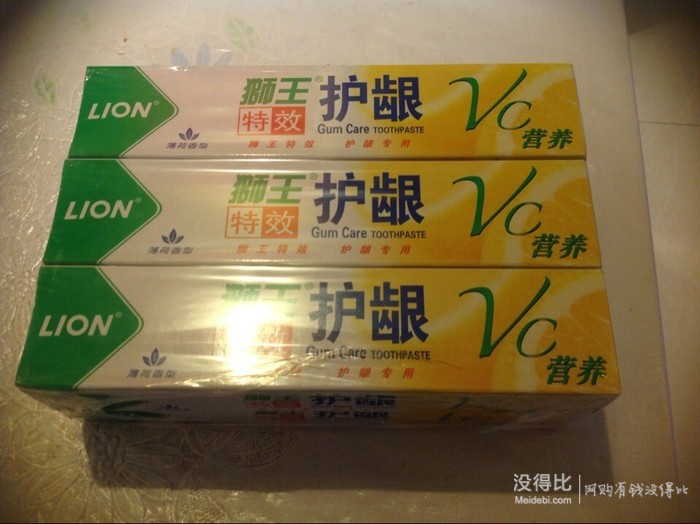 LION®
狮王®
特效
护龈
Gum Care TOOTHPASTE
狮王特效 护龈专用
薄荷香型
Vc
营养
LION®
狮王®
特效
护龈
Gum Care TOOTHPASTE
狮王特效 护龈专用
薄荷香型
Vc
营养
LION®
狮王®
护龈
Gum Care TOOTHPASTE
护龈专用
薄荷香型
Vc
营养
护龈
没得比
Meidebi.com
网购有钱没得比